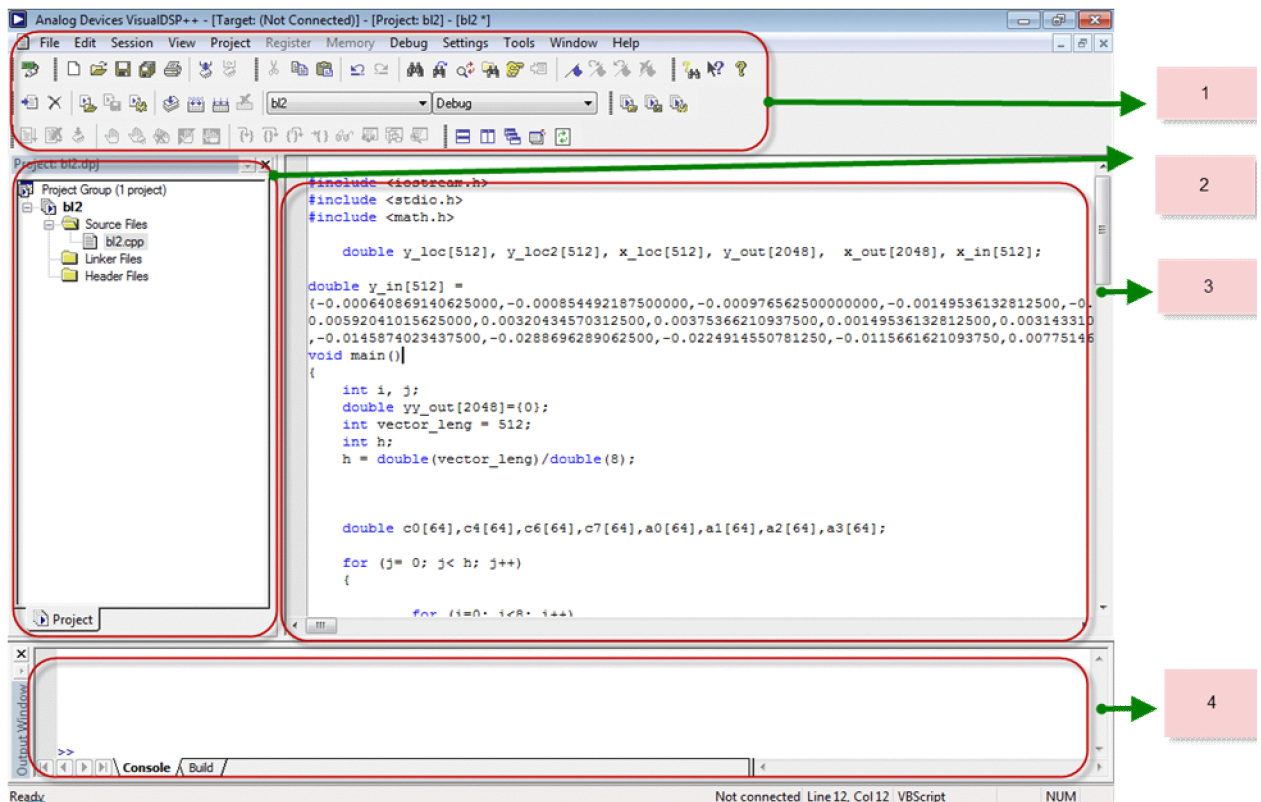 Analog Devices VisualDSP++ - [Target: (Not Connected)] - [Project: bl2] - [bl2 *]
File Edit Session View Project Register Memory Debug Settings Tools Window Help
bl2 Debug
1
Project: bl2.dpj
2
Project Group (1 project)
bl2
Source Files
bl2.cpp
Linker Files
Header Files
Project
#include <iostream.h>
#include <stdio.h>
#include <math.h>
double y_loc[512], y_loc2[512], x_loc[512], y_out[2048], x_out[2048], x_in[512];
double y_in[512] =
{-0.000640869140625000,-0.000854492187500000,-0.000976562500000000,-0.00149536132812500,-0.
0.00592041015625000,0.00320434570312500,0.00375366210937500,0.00149536132812500,0.003143310
,-0.0145874023437500,-0.0288696289062500,-0.0224914550781250,-0.0115661621093750,0.00775146
void main()
{
int i, j;
double yy_out[2048]={0};
int vector_leng = 512;
int h;
h = double(vector_leng)/double(8);
double c0[64],c4[64],c6[64],c7[64],a0[64],a1[64],a2[64],a3[64];
for (j= 0; j< h; j++)
{
for (i=0; i<8; i++)
3
Output Window
>>
Console Build
4
Ready Not connected Line 12, Col 12 VBScript NUM